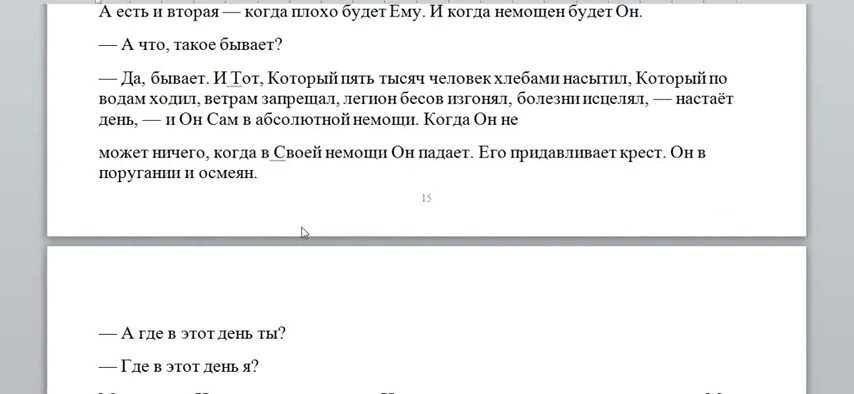 А есть и вторая — когда плохо будет Ему. И когда немощен будет Он.
— А что, такое бывает?
— Да, бывает. И Тот, Который пять тысяч человек хлебами насытил, Который по
водам ходил, ветрам запрещал, легион бесов изгонял, болезни исцелял, — настаёт
день, — и Он Сам в абсолютной немощи. Когда Он не
может ничего, когда в Своей немощи Он падает. Его придавливает крест. Он в
поругании и осмеян.
15
— А где в этот день ты?
— Где в этот день я?